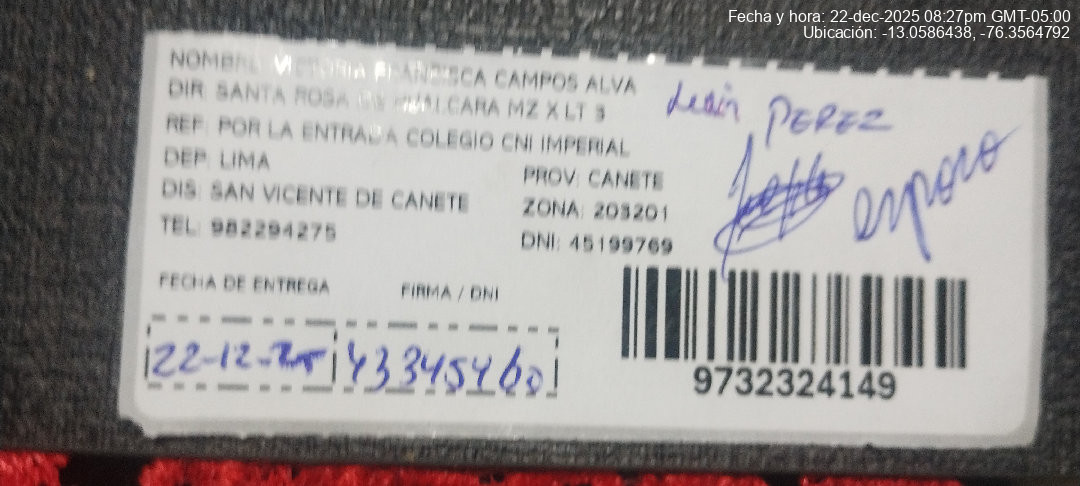 Fecha y hora: 22-dec-2025 08:27pm GMT-05:00
Ubicación: -13.0586438, -76.3564792
NOMBRE: VICTORIA FRANCISCA CAMPOS ALVA
DIR: SANTA ROSA DE HUALCARA MZ X LT 3
REF: POR LA ENTRADA COLEGIO CNI IMPERIAL
DEP: LIMA
PROV: CANETE
DIS: SAN VICENTE DE CANETE
ZONA: 203201
TEL: 982294275
DNI: 45199769
PEREZ
esposo
FECHA DE ENTREGA
FIRMA / DNI
22-12-25
43345460
9732324149